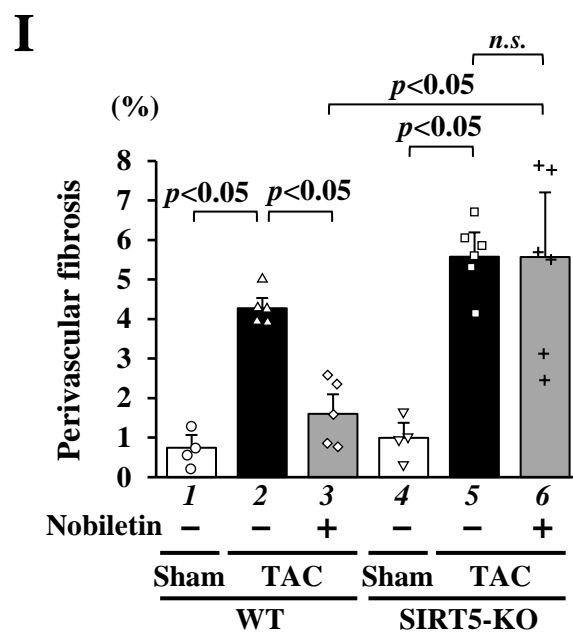 I
n.s.
p<0.05
(%)
p<0.05
p<0.05 p<0.05
Perivascular fibrosis
8
7
6
5
4
3
2
1
0
1 2 3 4 5 6
Nobiletin − − + − − +
Sham TAC Sham TAC
WT SIRT5-KO